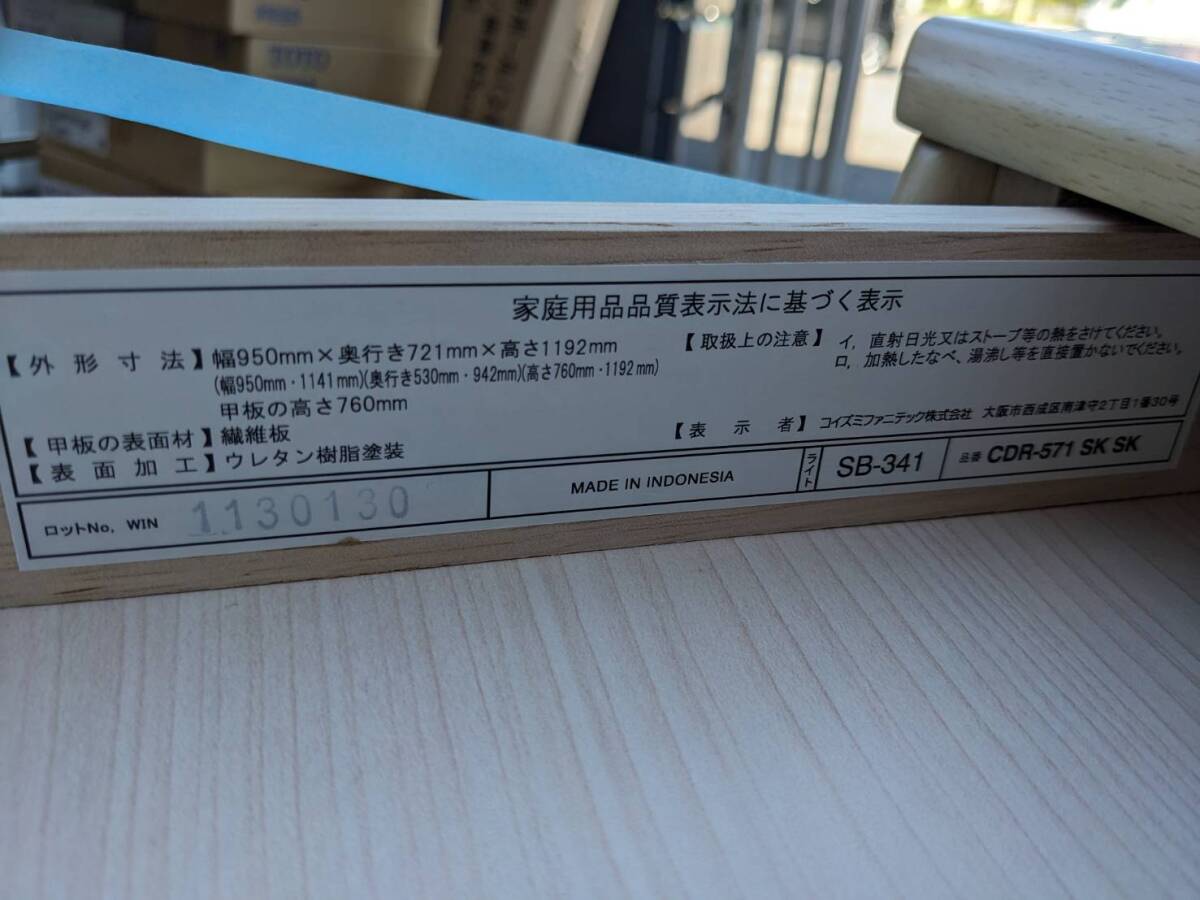 TOTO
家庭用品品質表示法に基づく表示
【外形寸法】幅950mm×奥行き721mm×高さ1192mm
(幅950mm・1141mm)(奥行き530mm・942mm)(高さ760mm・1192mm)
甲板の高さ760mm
【甲板の表面材】繊維板
【表面加工】ウレタン樹脂塗装
【取扱上の注意】イ,直射日光又はストーブ等の熱をさけてください。
ロ,加熱したなべ、湯沸し等を直接置かないでください。
【表示者】コイズミファニテック株式会社 大阪市西成区南津守2丁目1番30号
ロットNo, WIN 1130130
MADE IN INDONESIA
ライト SB-341
品番 CDR-571 SK SK